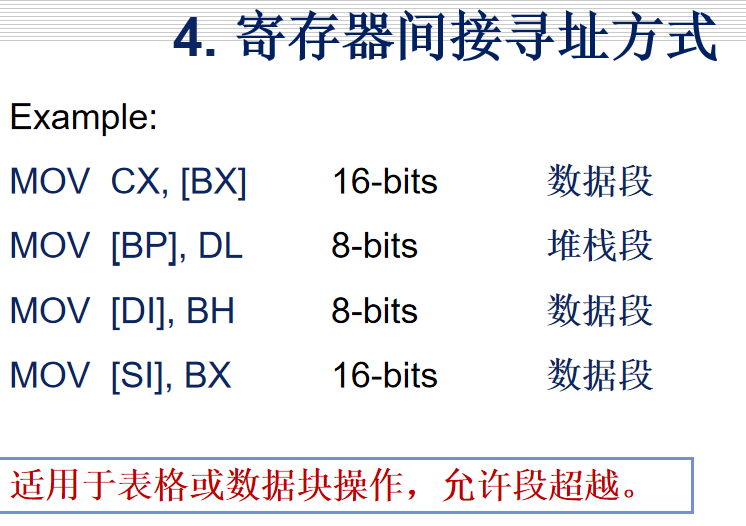 4. 寄存器间接寻址方式
Example:
MOV CX, [BX] 16-bits 数据段
MOV [BP], DL 8-bits 堆栈段
MOV [DI], BH 8-bits 数据段
MOV [SI], BX 16-bits 数据段
适用于表格或数据块操作，允许段超越。